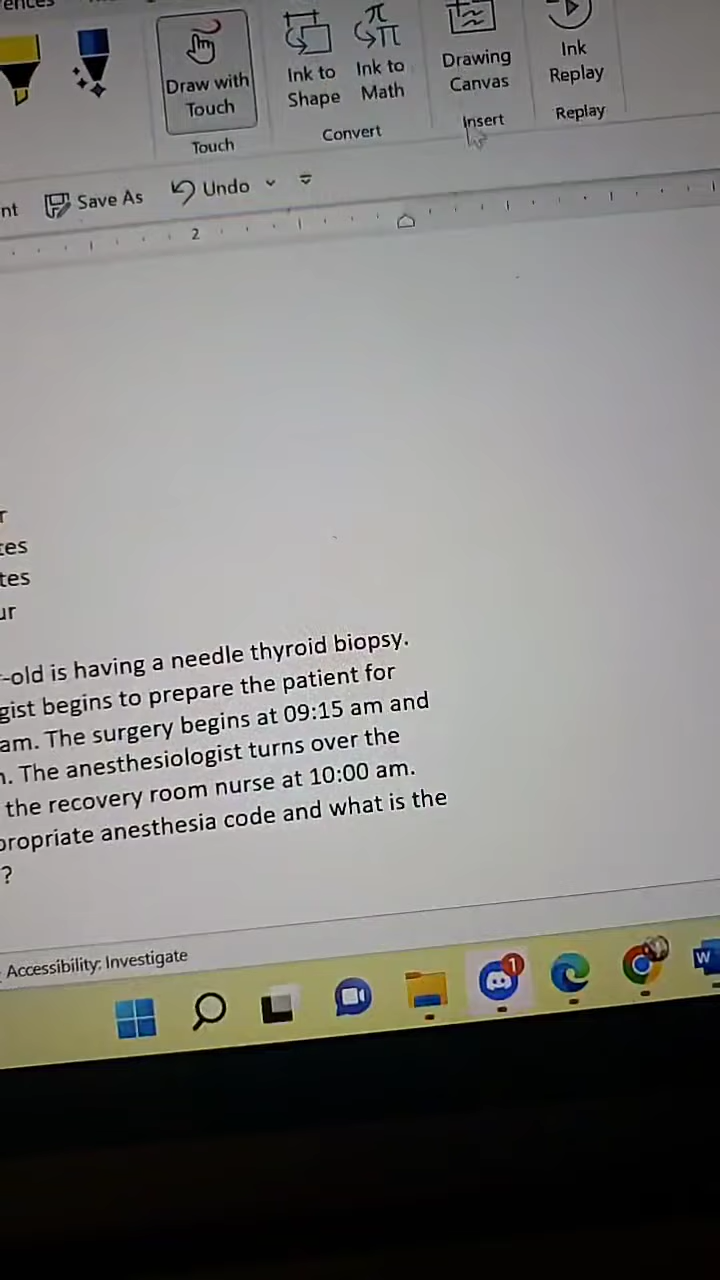 Draw with
Touch
Ink to
Shape
Ink to
Math
Drawing
Canvas
Ink
Replay
Touch
Convert
Insert
Replay
Save As
Undo
2
-old is having a needle thyroid biopsy.
gist begins to prepare the patient for
am. The surgery begins at 09:15 am and
The anesthesiologist turns over the
the recovery room nurse at 10:00 am.
propriate anesthesia code and what is the
?
Accessibility: Investigate
1
W